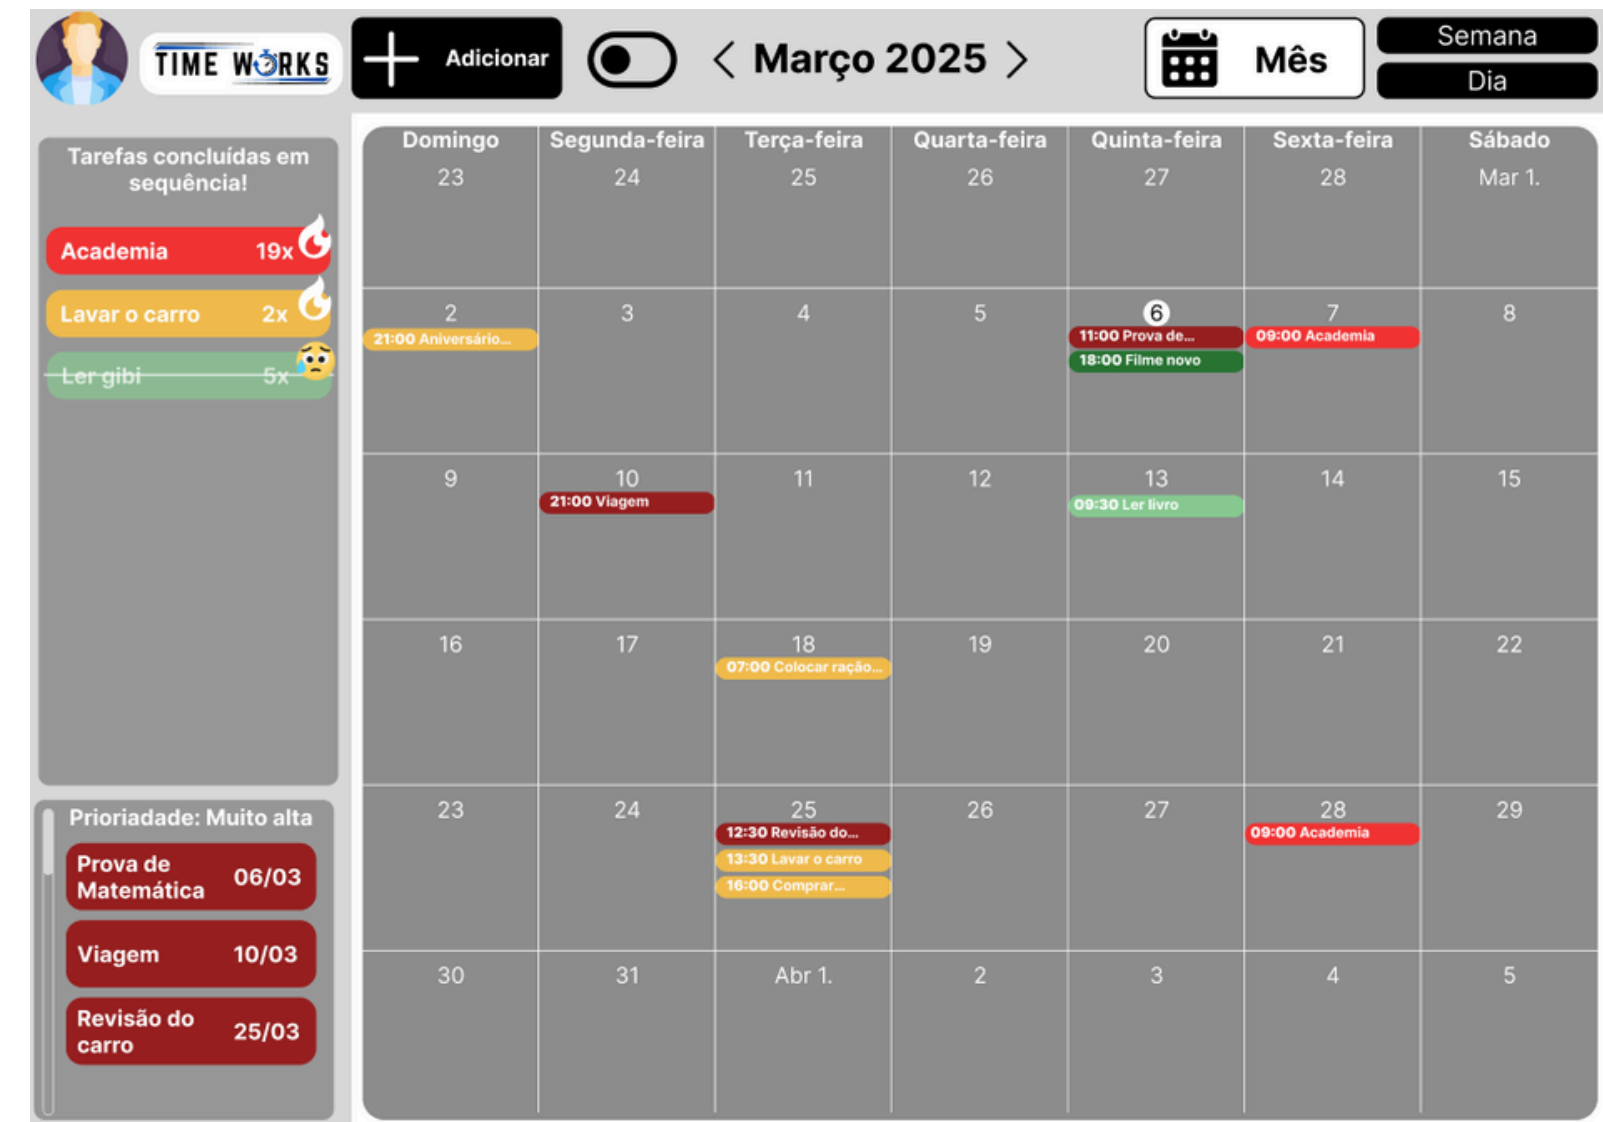 TIME WORKS
Adicionar
< Março 2025 >
Mês
Semana
Dia
Tarefas concluídas em
sequência!
Academia 19x
Lavar o carro 2x
Ler gibi 5x
Prioriadade: Muito alta
Prova de
Matemática 06/03
Viagem 10/03
Revisão do
carro 25/03
Domingo Segunda-feira Terça-feira Quarta-feira Quinta-feira Sexta-feira Sábado
23 24 25 26 27 28 Mar 1.
2 3 4 5 6 7 8
21:00 Aniversário... 11:00 Prova de... 09:00 Academia
18:00 Filme novo
9 10 11 12 13 14 15
21:00 Viagem 09:30 Ler livro
16 17 18 19 20 21 22
07:00 Colocar ração...
23 24 25 26 27 28 29
12:30 Revisão do... 09:00 Academia
13:30 Lavar o carro
16:00 Comprar...
30 31 Abr 1. 2 3 4 5